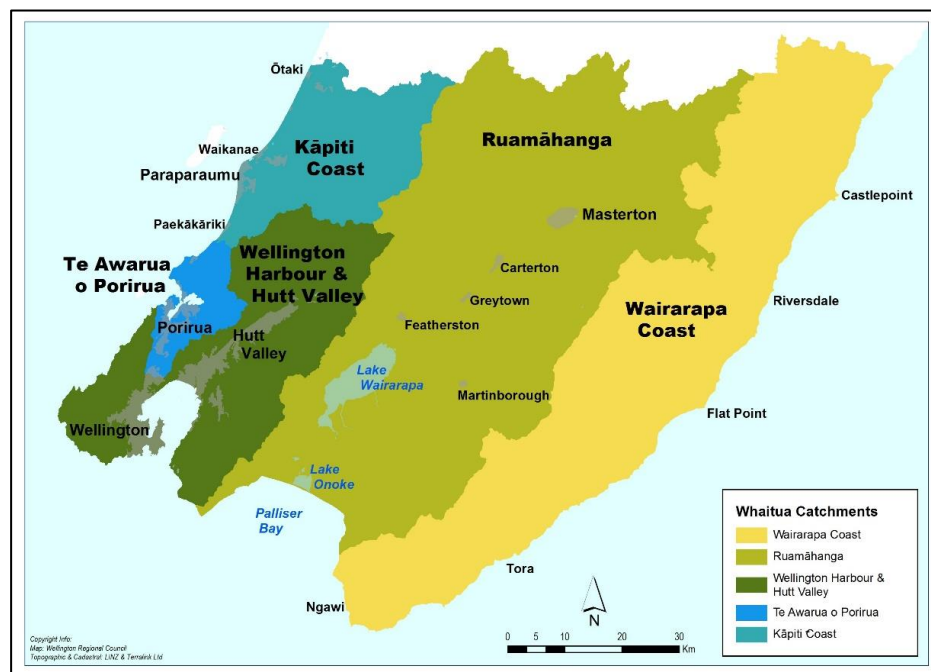 Ōtaki
Waikanae
Kāpiti
Coast
Paraparaumu
Paekākāriki
Te Awarua
o Porirua
Wellington
Harbour &
Hutt Valley
Porirua
Hutt
Valley
Wellington
Ruamāhanga
Masterton
Carterton
Greytown
Featherston
Lake
Wairarapa
Martinborough
Lake
Onoke
Palliser
Bay
Wairarapa
Coast
Castlepoint
Riversdale
Flat Point
Tora
Ngawi
N
0 5 10 20 30
Km
Whaitua Catchments
Wairarapa Coast
Ruamāhanga
Wellington Harbour &
Hutt Valley
Te Awarua o Porirua
Kāpiti Coast
Copyright Info:
Map: Wellington Regional Council
Topographic & Cadastral: LINZ & Terralink Ltd